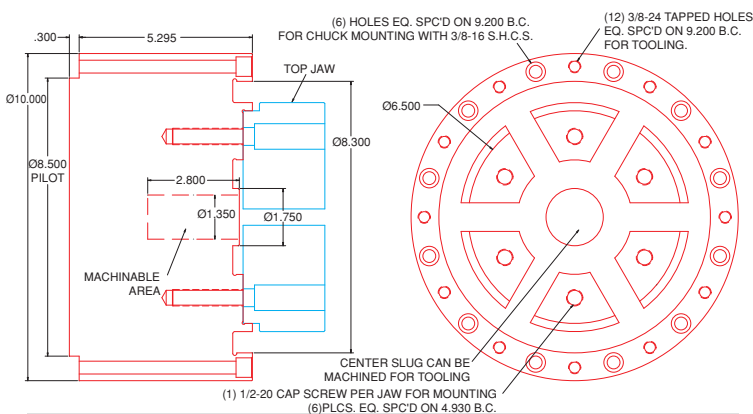 (6) HOLES EQ. SPC'D ON 9.200 B.C.
FOR CHUCK MOUNTING WITH 3/8-16 S.H.C.S.
(12) 3/8-24 TAPPED HOLES
EQ. SPC'D ON 9.200 B.C.
FOR TOOLING.
.300
5.295
TOP JAW
Ø10.000
Ø6.500
Ø8.300
Ø8.500
PILOT
2.800
Ø1.350
Ø1.750
MACHINABLE
AREA
CENTER SLUG CAN BE
MACHINED FOR TOOLING
(1) 1/2-20 CAP SCREW PER JAW FOR MOUNTING
(6)PLCS. EQ. SPC'D ON 4.930 B.C.